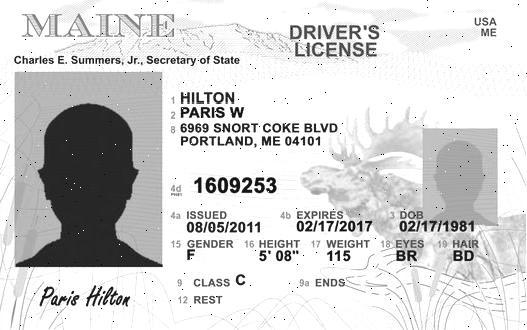 MAINE
DRIVER'S
LICENSE
USA
ME
Charles E. Summers, Jr., Secretary of State
1 HILTON
2 PARIS W
8 6969 SNORT COKE BLVD
PORTLAND, ME 04101
4d 1609253
4a ISSUED 4b EXPIRES 3 DOB
08/05/2011 02/17/2017 02/17/1981
15 GENDER 16 HEIGHT 17 WEIGHT 18 EYES 19 HAIR
F 5' 08" 115 BR BD
9 CLASS C 9a ENDS
12 REST
Paris Hilton